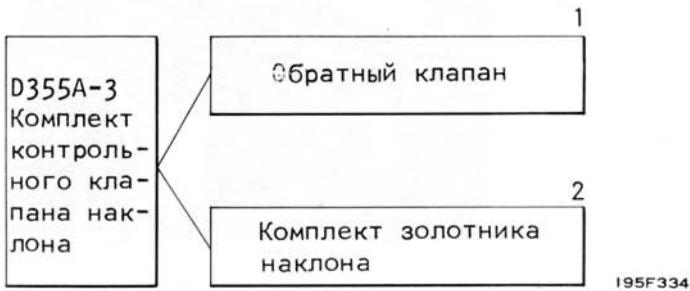 D355A-3
Комплект
контроль-
ного кла-
пана нак-
лона
1
Обратный клапан
2
Комплект золотника
наклона
195F334